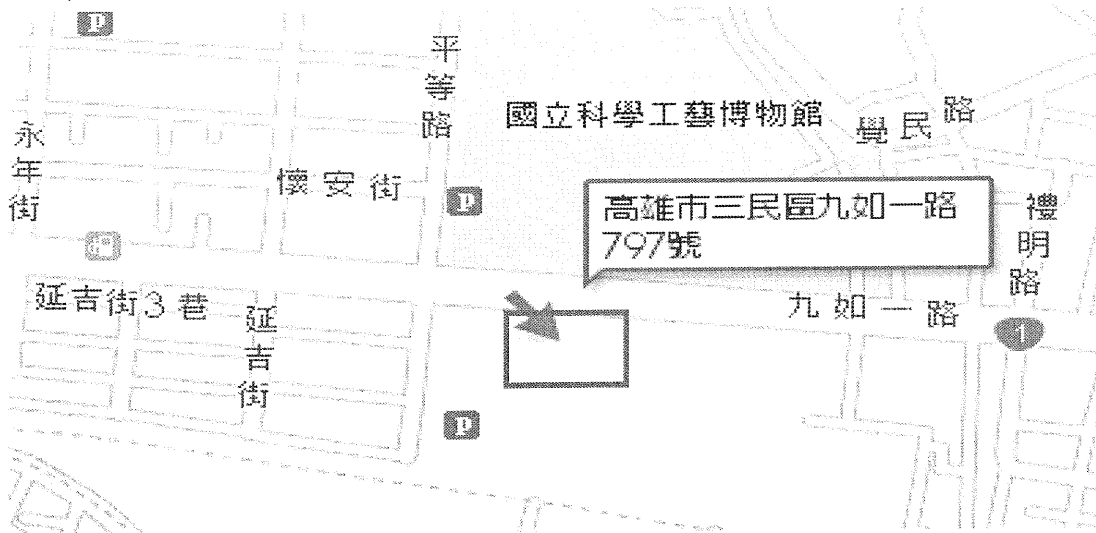 P
平等路
國立科學工藝博物館
覺民路
永年街
懷安街
P
高雄市三民區九如一路
797號
禮明路
延吉街3巷
延吉街
九如一路
1
P